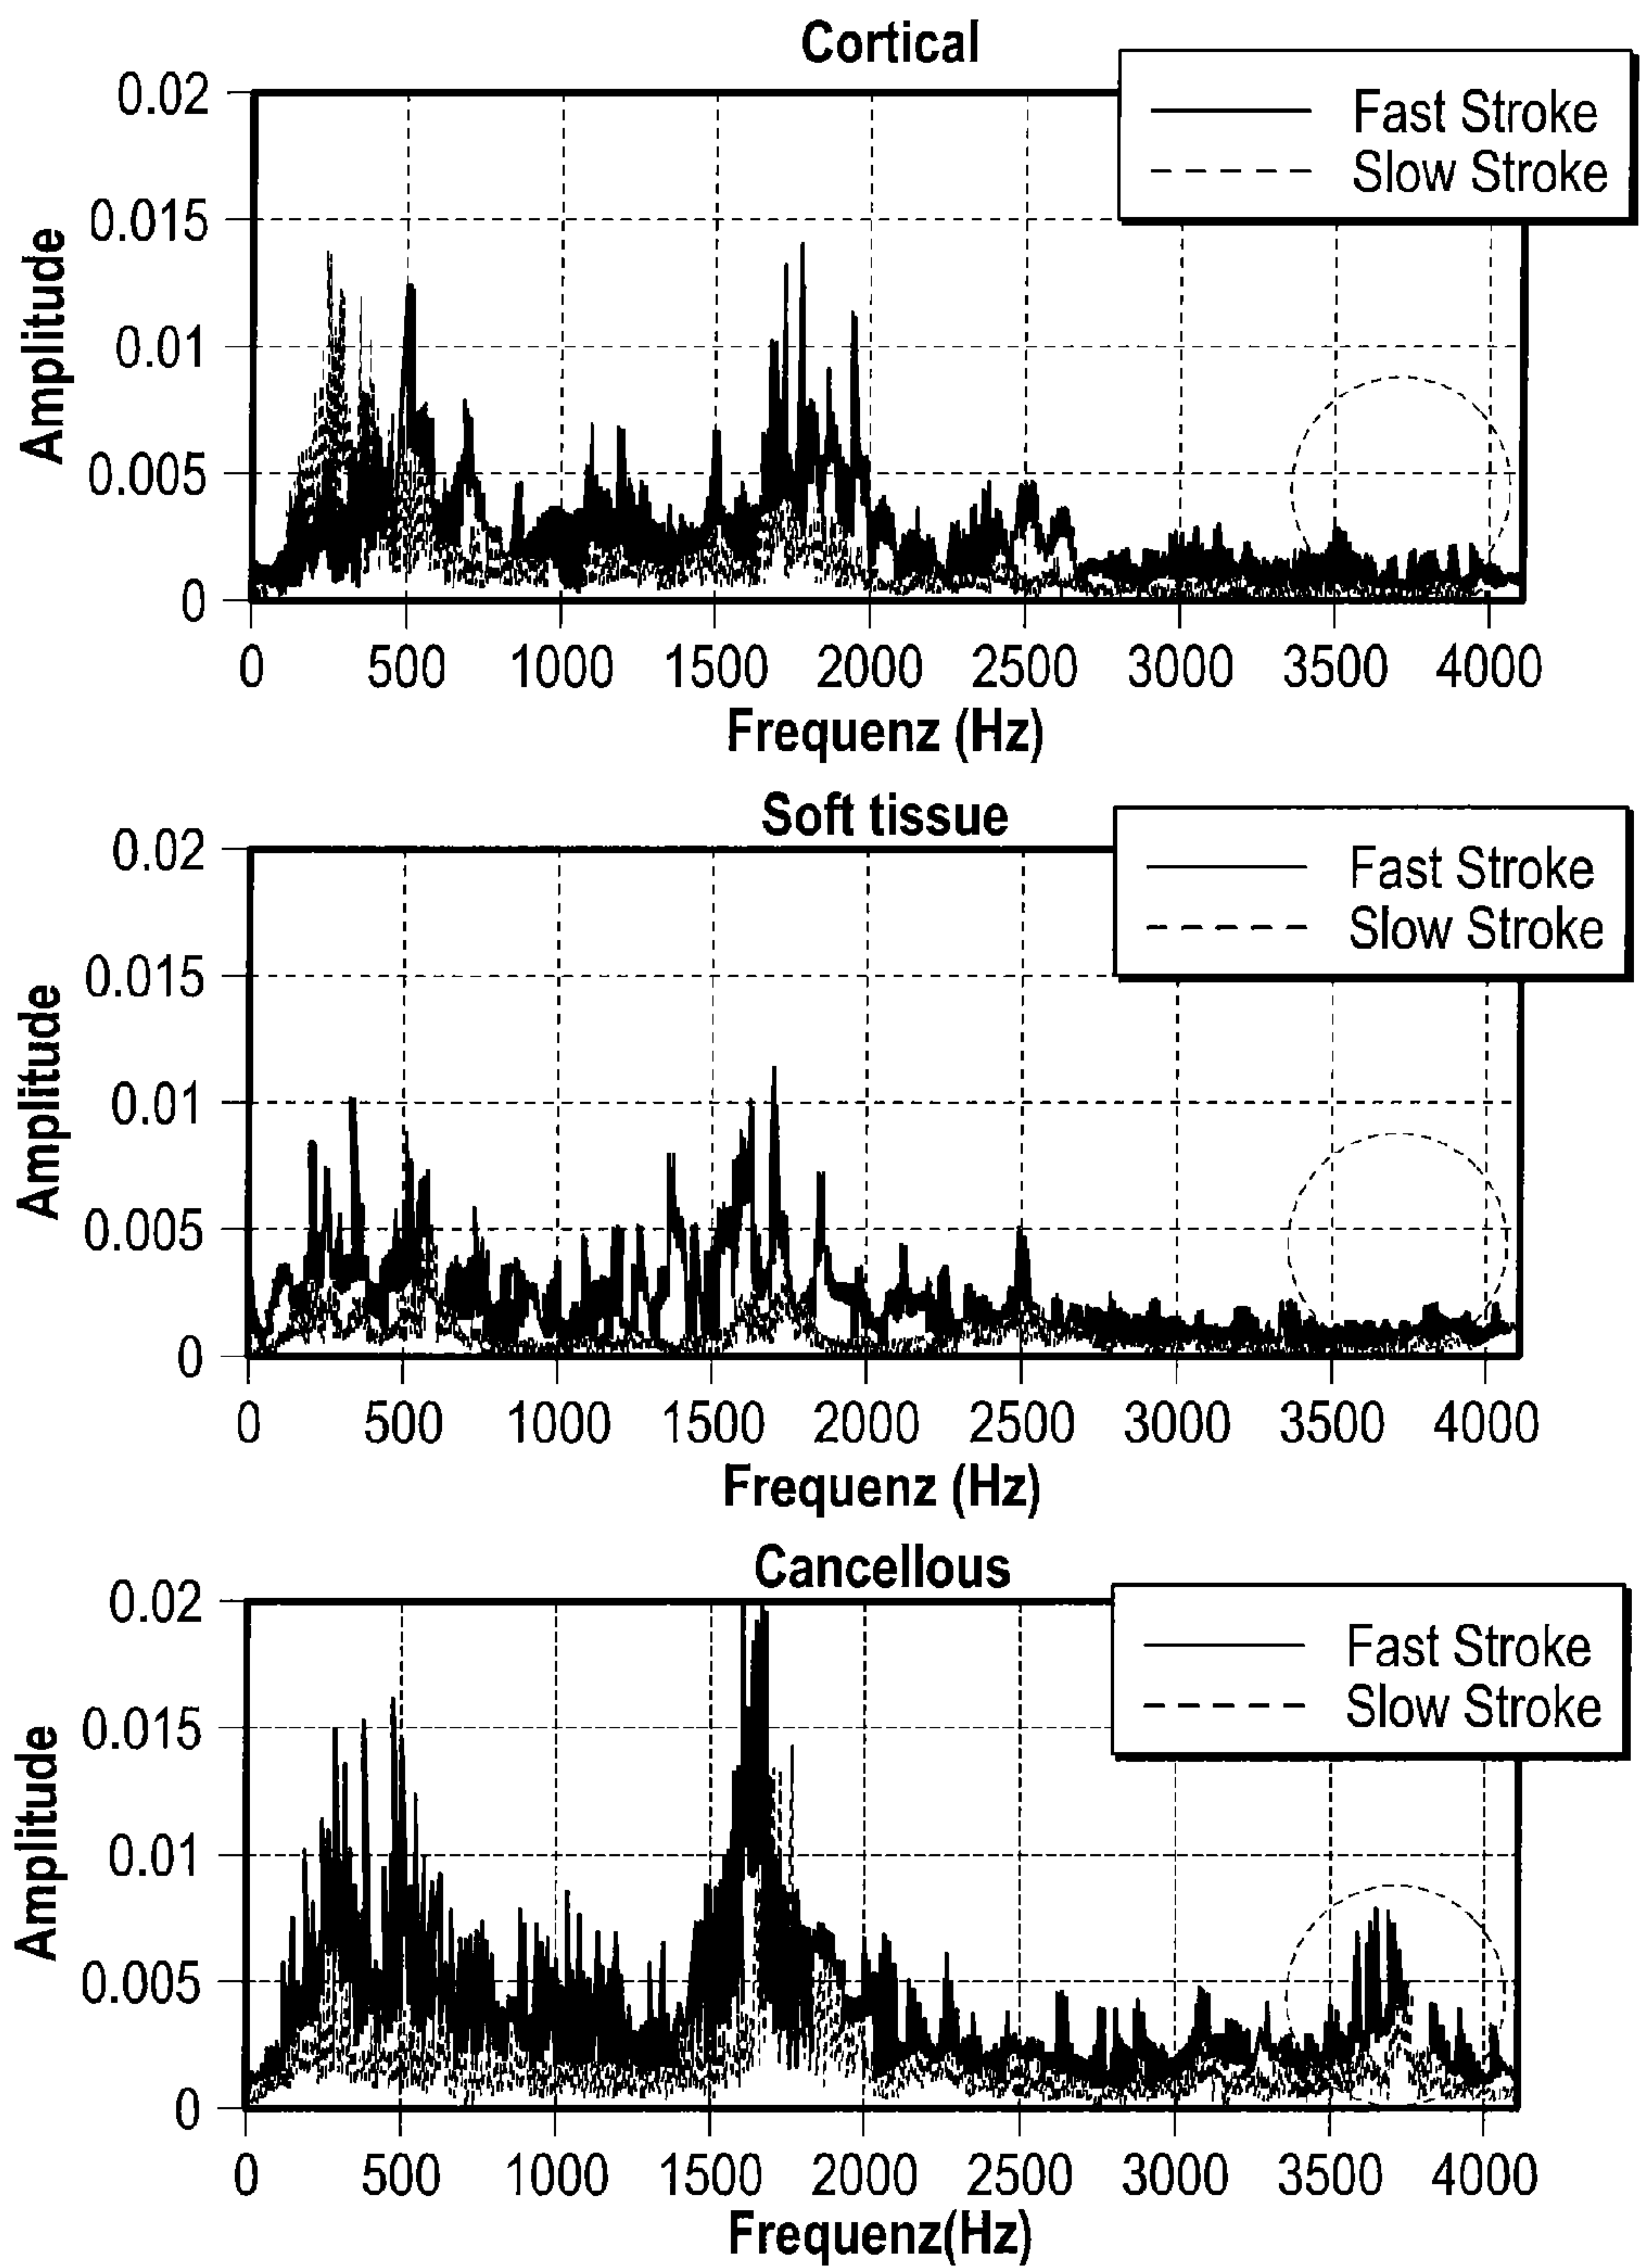 Cortical
Fast Stroke
Slow Stroke
Amplitude
0.02
0.015
0.01
0.005
0
0 500 1000 1500 2000 2500 3000 3500 4000
Frequenz (Hz)
Soft tissue
Fast Stroke
Slow Stroke
Amplitude
0.02
0.015
0.01
0.005
0
0 500 1000 1500 2000 2500 3000 3500 4000
Frequenz (Hz)
Cancellous
Fast Stroke
Slow Stroke
Amplitude
0.02
0.015
0.01
0.005
0
0 500 1000 1500 2000 2500 3000 3500 4000
Frequenz(Hz)